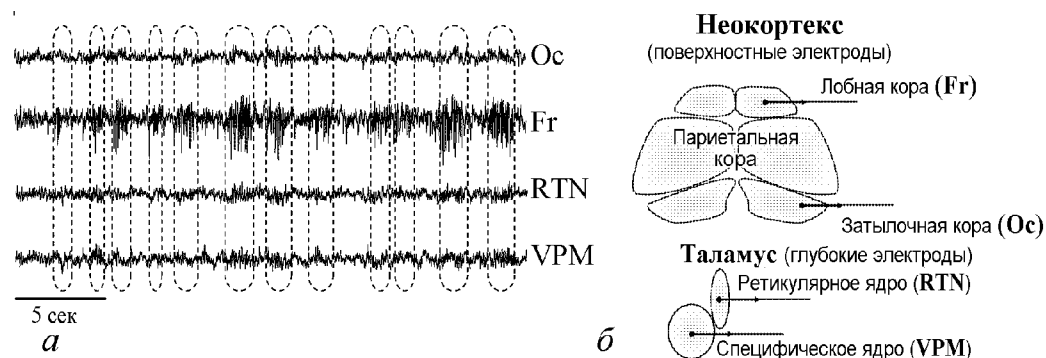 Oc
Fr
RTN
VPM
5 сек
а
Неокортекс
(поверхностные электроды)
Лобная кора (Fr)
Париетальная
кора
Затылочная кора (Oc)
Таламус (глубокие электроды)
Ретикулярное ядро (RTN)
Специфическое ядро (VPM)
б